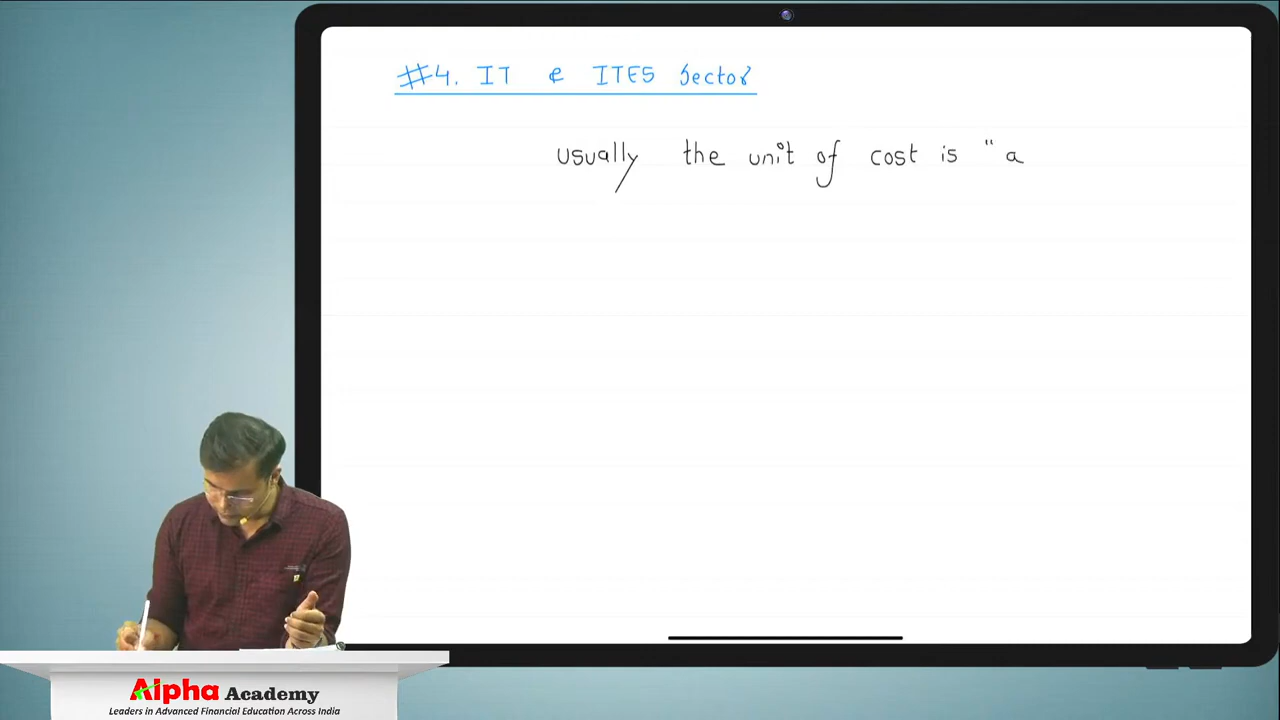 #4. IT & ITES Sector
usually the unit of cost is "a
Alpha Academy
Leaders in Advanced Financial Education Across India